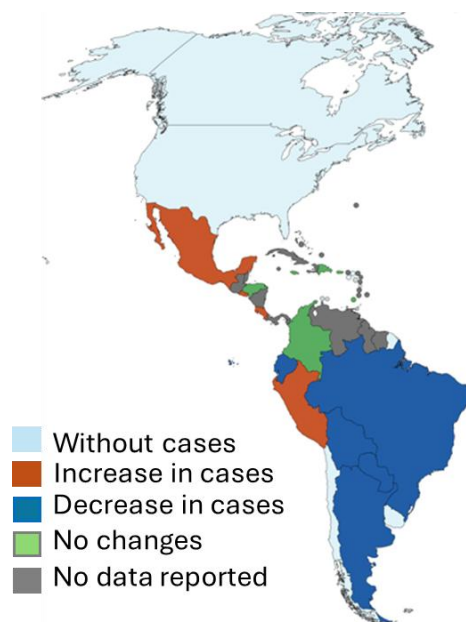 Without cases
Increase in cases
Decrease in cases
No changes
No data reported